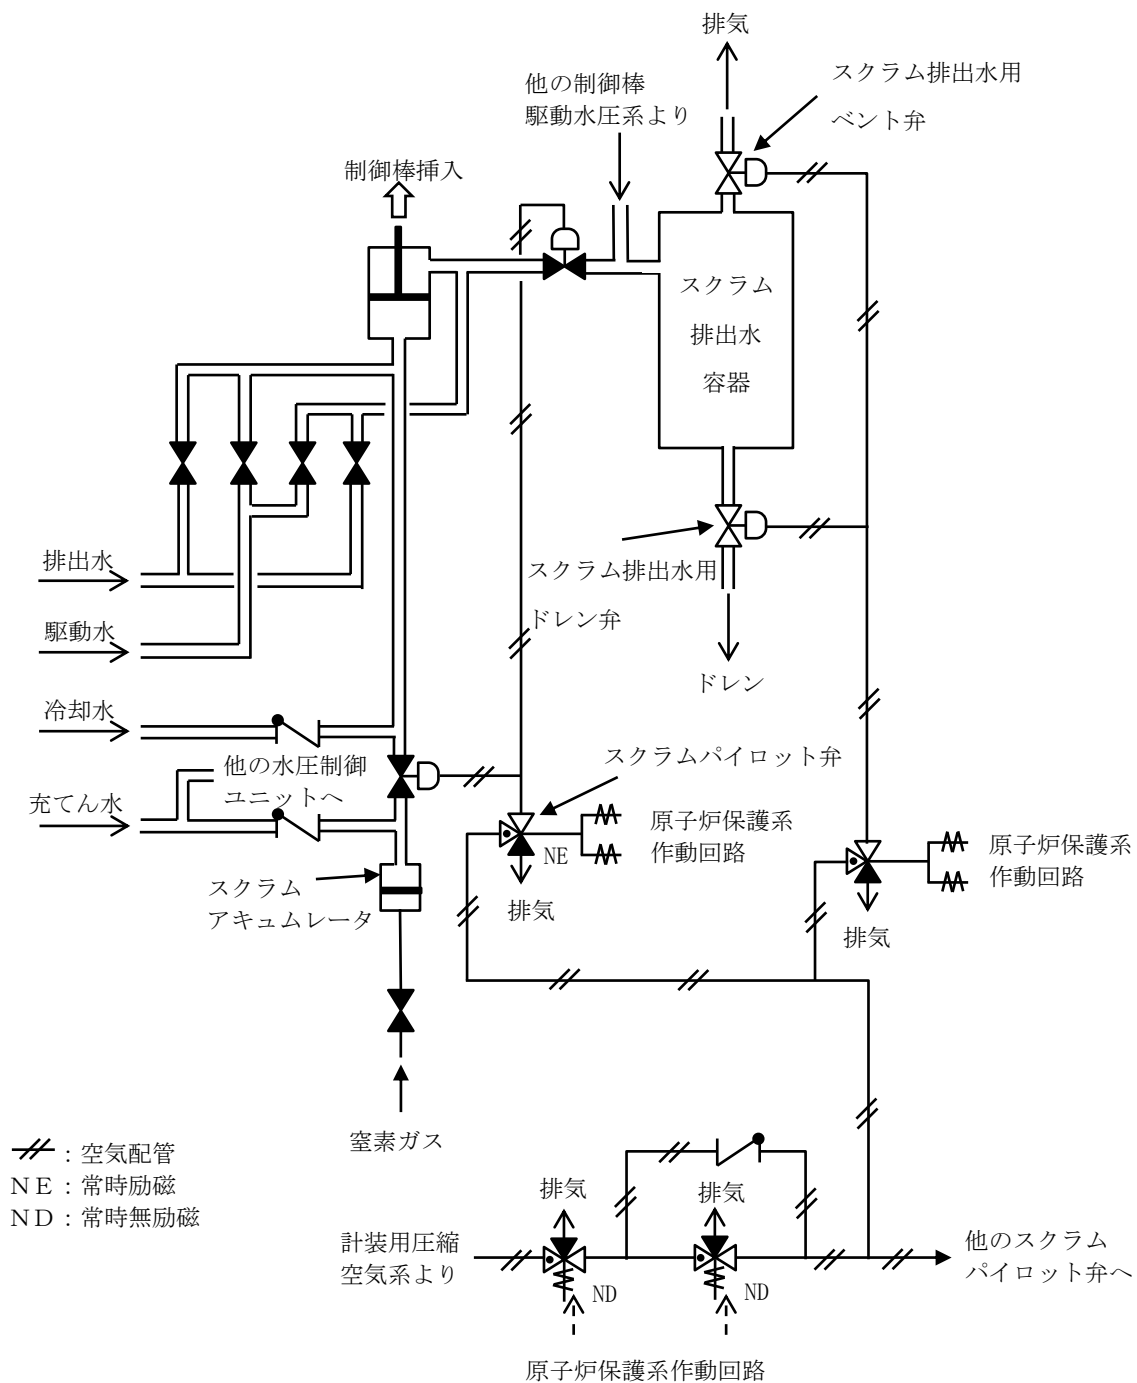 排気
スクラム排出水用
ベント弁
他の制御棒
駆動水圧系より
制御棒挿入
スクラム
排出水
容器
排出水
スクラム排出水用
ドレン弁
駆動水
ドレン
冷却水
他の水圧制御
ユニットへ
スクラムパイロット弁
充てん水
原子炉保護系
作動回路
NE
原子炉保護系
作動回路
スクラム
アキュムレータ
排気
排気
窒素ガス
:空気配管
NE:常時励磁
ND:常時無励磁
排気
排気
計装用圧縮
空気系より
他のスクラム
パイロット弁へ
ND
ND
原子炉保護系作動回路